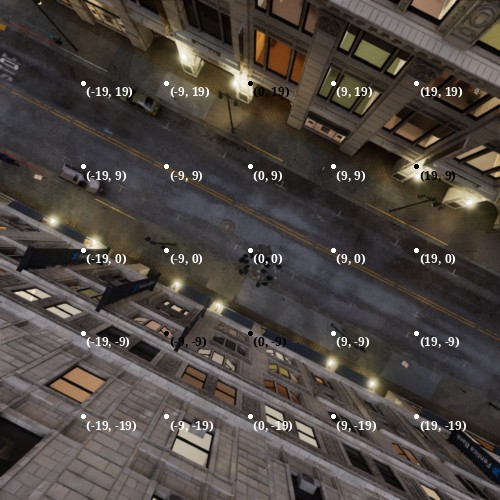 (-19, 19) (-9, 19) (0, 19) (9, 19) (19, 19)
(-19, 9) (-9, 9) (0, 9) (9, 9) (19, 9)
(-19, 0) (-9, 0) (0, 0) (9, 0) (19, 0)
(-19, -9) (-9, -9) (0, -9) (9, -9) (19, -9)
(-19, -19) (-9, -19) (0, -19) (9, -19) (19, -19)